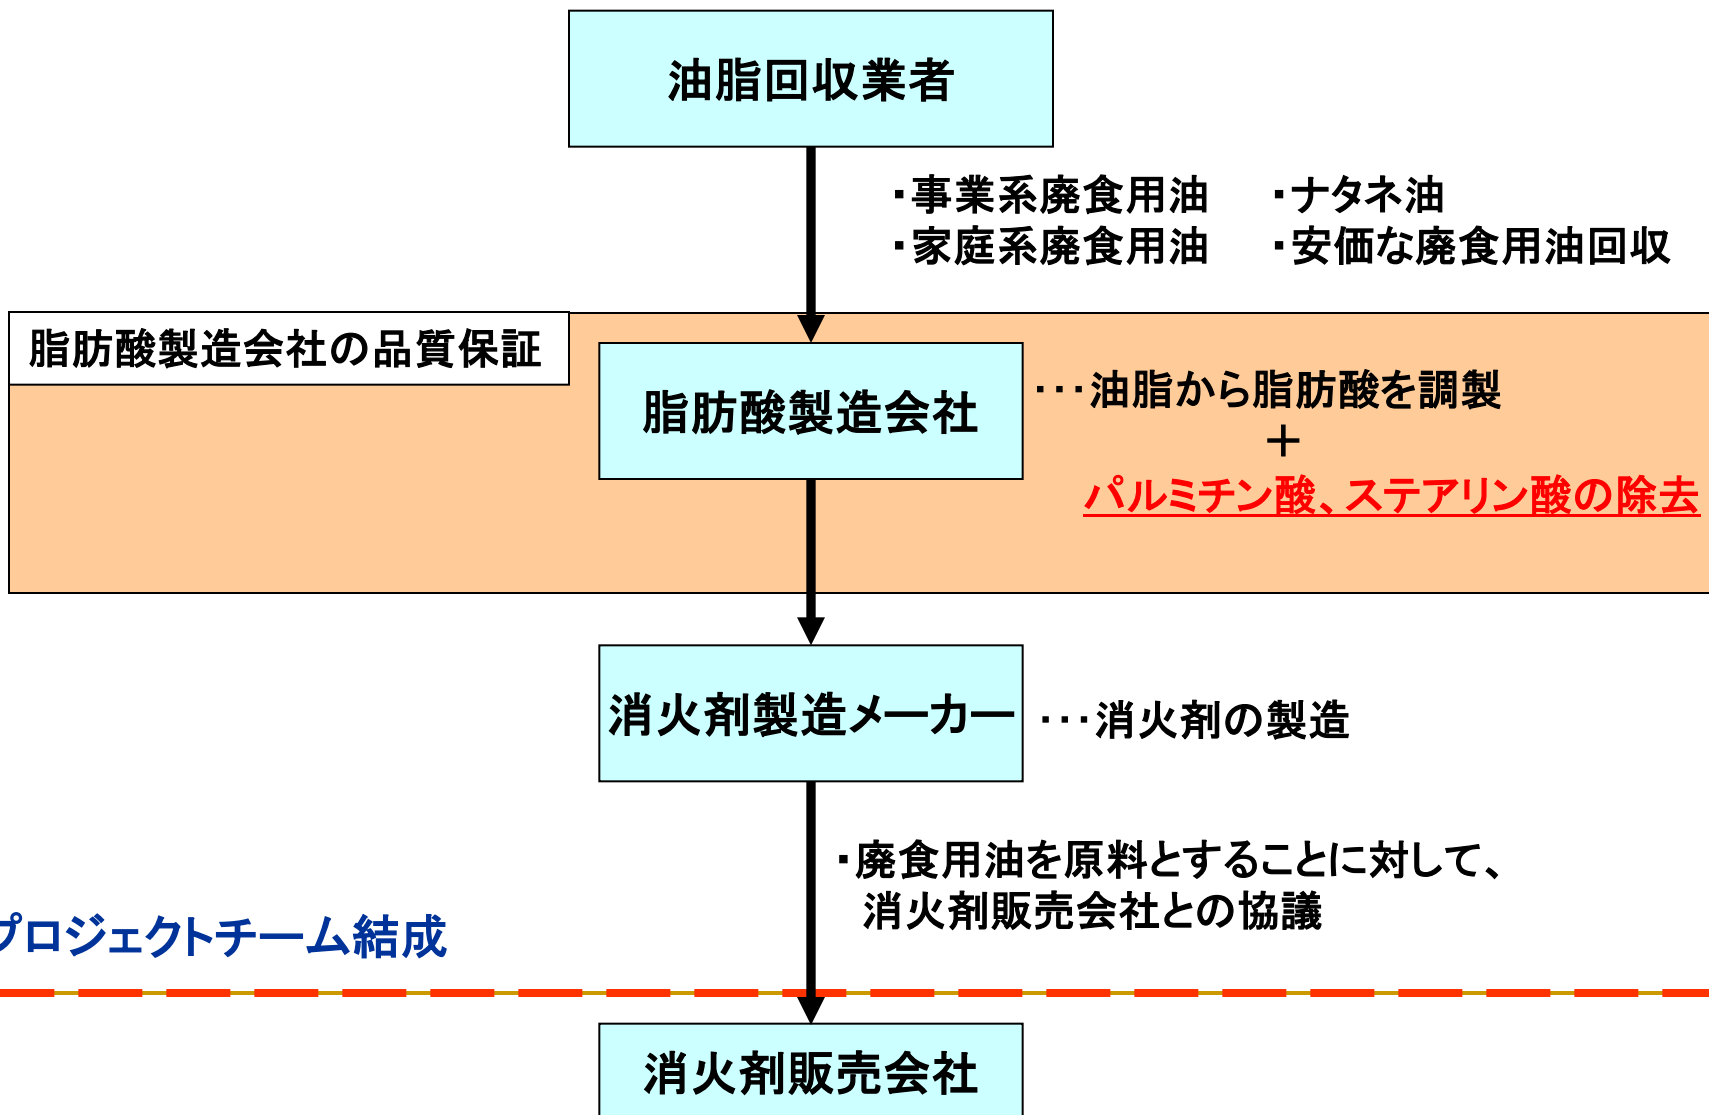 油脂回収業者
・事業系廃食用油　・ナタネ油
・家庭系廃食用油　・安価な廃食用油回収
脂肪酸製造会社の品質保証
脂肪酸製造会社
・・・油脂から脂肪酸を調製
＋
パルミチン酸、ステアリン酸の除去
消火剤製造メーカー
・・・消火剤の製造
・廃食用油を原料とすることに対して、
消火剤販売会社との協議
プロジェクトチーム結成
消火剤販売会社